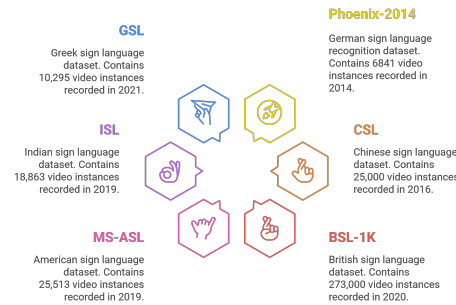 GSL
Greek sign language
dataset. Contains
10,295 video instances
recorded in 2021.
Phoenix-2014
German sign language
recognition dataset.
Contains 6841 video
instances recorded in
2014.
ISL
Indian sign language
dataset. Contains
18,863 video instances
recorded in 2019.
CSL
Chinese sign language
dataset. Contains
25,000 video instances
recorded in 2016.
MS-ASL
American sign language
dataset. Contains
25,513 video instances
recorded in 2019.
BSL-1K
British sign language
dataset. Contains
273,000 video instances
recorded in 2020.